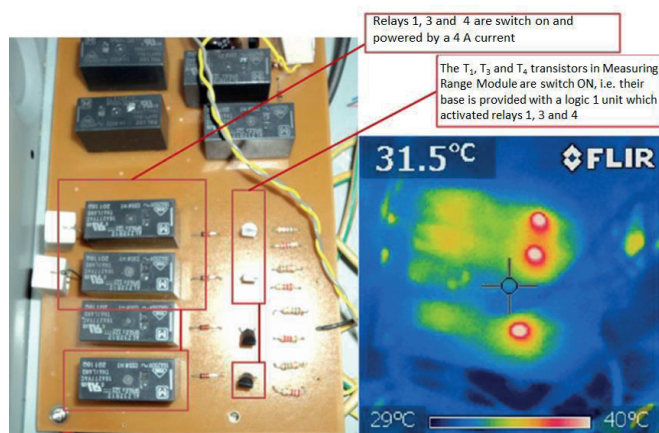 Relays 1, 3 and 4 are switch on and
powered by a 4 A current
The T₁, T₃ and T₄ transistors in Measuring
Range Module are switch ON, i.e. their
base is provided with a logic 1 unit which
activated relays 1, 3 and 4
31.5°C
FLIR
29°C
40°C